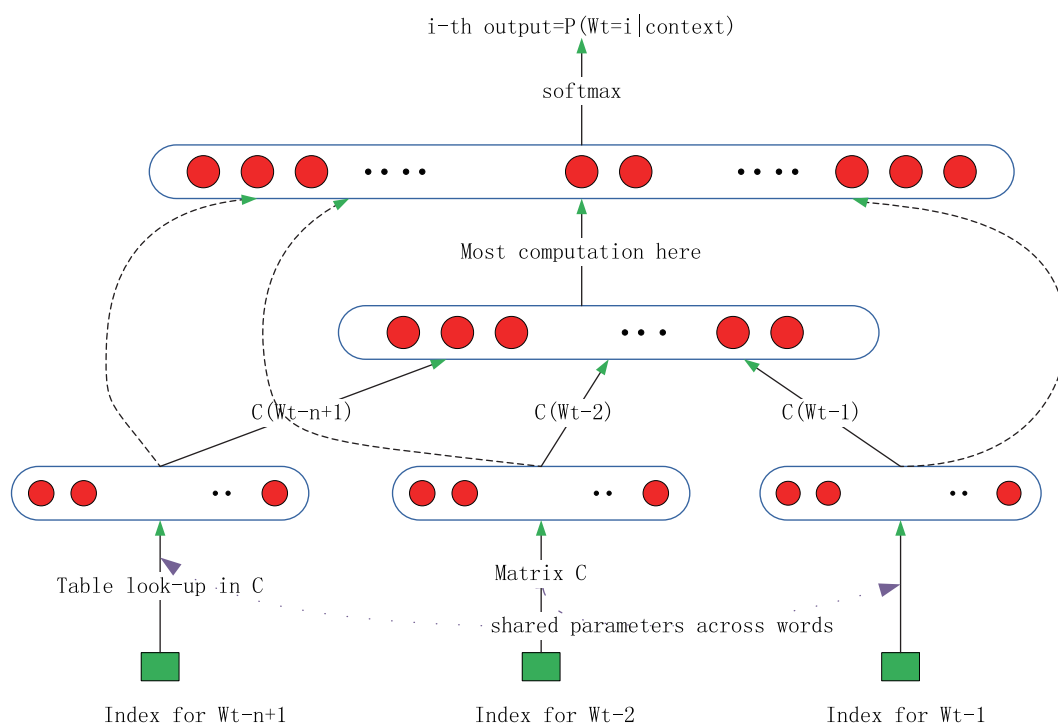 i-th output=P(Wt=i|context)
softmax
Most computation here
C(Wt-n+1)
C(Wt-2)
C(Wt-1)
Table look-up in C
Matrix C
shared parameters across words
Index for Wt-n+1
Index for Wt-2
Index for Wt-1